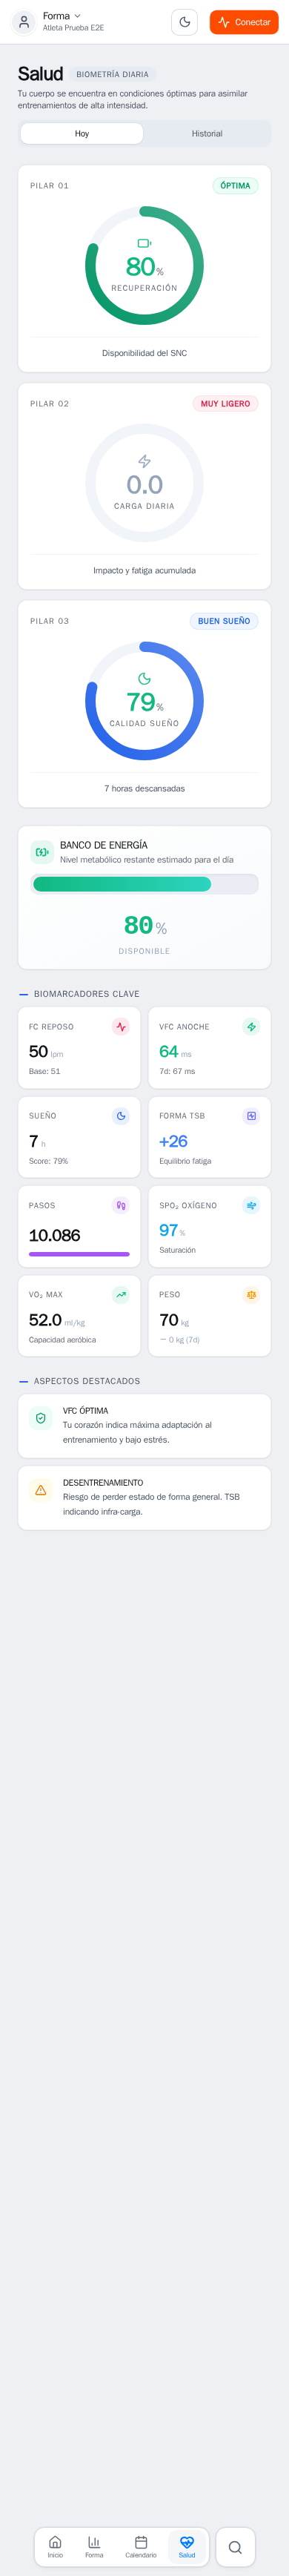 Forma
Atleta Prueba E2E
Conectar
Salud
BIOMETRÍA DIARIA
Tu cuerpo se encuentra en condiciones óptimas para asimilar
entrenamientos de alta intensidad.
Hoy
Historial
PILAR 01
ÓPTIMA
80%
RECUPERACIÓN
Disponibilidad del SNC
PILAR 02
MUY LIGERO
0.0
CARGA DIARIA
Impacto y fatiga acumulada
PILAR 03
BUEN SUEÑO
79%
CALIDAD SUEÑO
7 horas descansadas
BANCO DE ENERGÍA
Nivel metabólico restante estimado para el día
80%
DISPONIBLE
BIOMARCADORES CLAVE
FC REPOSO
50 lpm
Base: 51
VFC ANOCHE
64 ms
7d: 67 ms
SUEÑO
7 h
Score: 79%
FORMA TSB
+26
Equilibrio fatiga
PASOS
10.086
SPO₂ OXÍGENO
97%
Saturación
VO₂ MAX
52.0 ml/kg
Capacidad aeróbica
PESO
70 kg
— 0 kg (7d)
ASPECTOS DESTACADOS
VFC ÓPTIMA
Tu corazón indica máxima adaptación al
entrenamiento y bajo estrés.
DESENTRENAMIENTO
Riesgo de perder estado de forma general. TSB
indicando infra-carga.
Inicio
Forma
Calendario
Salud